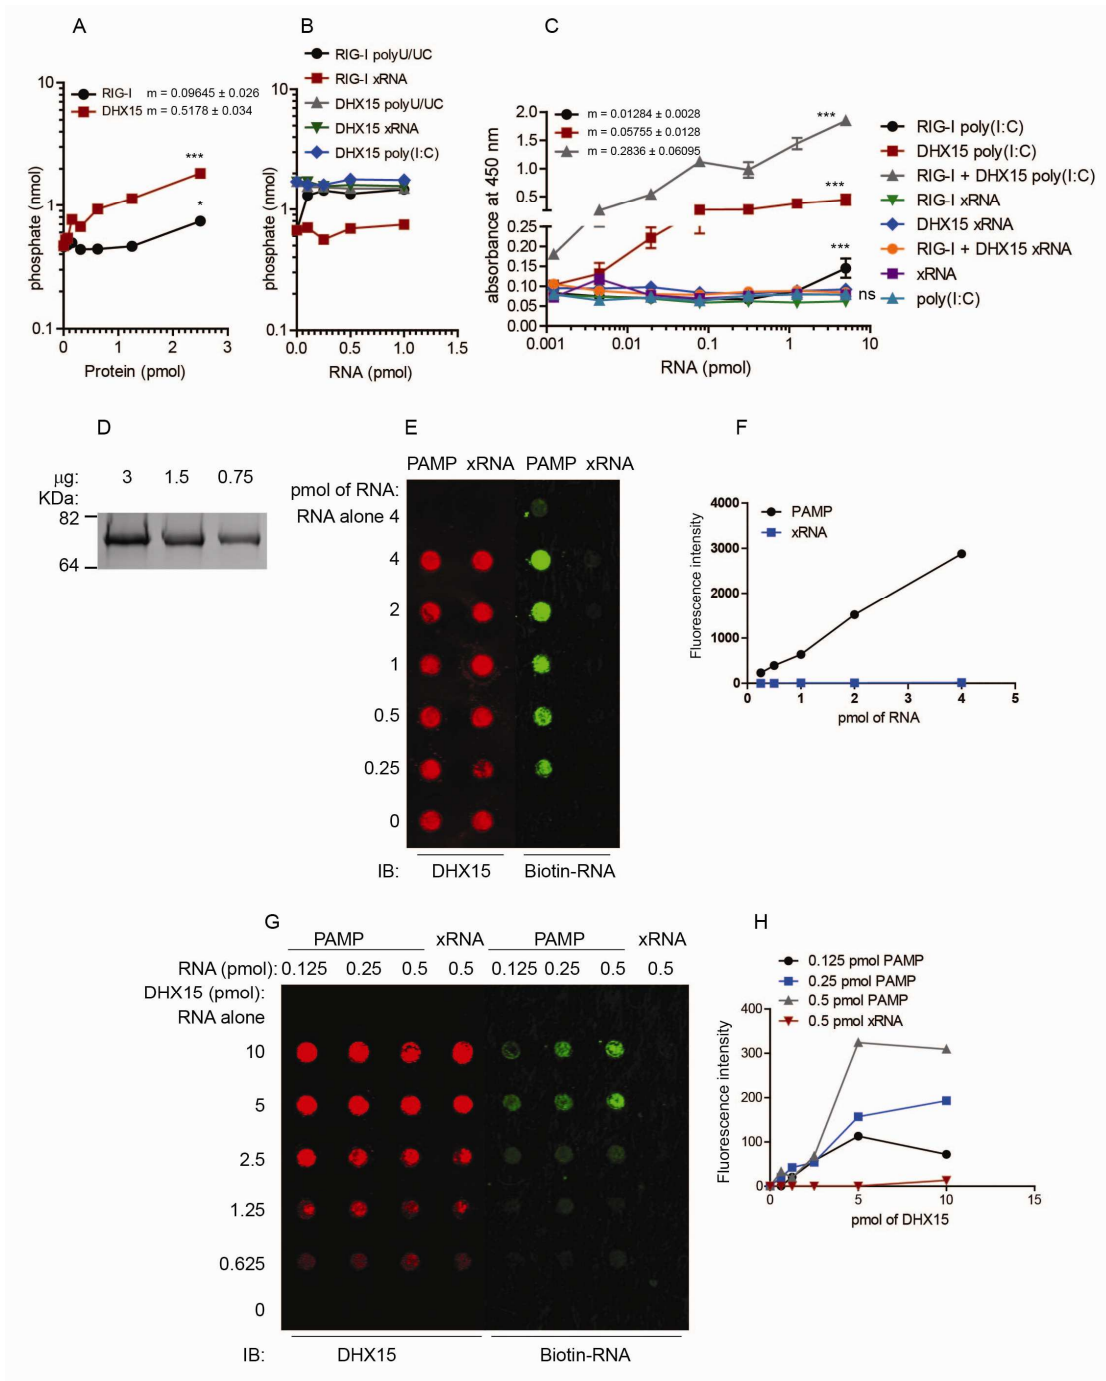 A
B
C
RIG-I m = 0.09645 ± 0.026
DHX15 m = 0.5178 ± 0.034
***
*
phosphate (nmol)
10
1
0.1
0 1 2 3
Protein (pmol)
RIG-I polyU/UC
RIG-I xRNA
DHX15 polyU/UC
DHX15 xRNA
DHX15 poly(I:C)
phosphate (nmol)
10
1
0.1
0.0 0.5 1.0 1.5
RNA (pmol)
m = 0.01284 ± 0.0028
m = 0.05755 ± 0.0128
m = 0.2836 ± 0.06095
***
***
***
ns
absorbance at 450 nm
2.0
1.5
1.0
0.5
0.25
0.20
0.15
0.10
0.05
0.00
0.001 0.01 0.1 1 10
RNA (pmol)
RIG-I poly(I:C)
DHX15 poly(I:C)
RIG-I + DHX15 poly(I:C)
RIG-I xRNA
DHX15 xRNA
RIG-I + DHX15 xRNA
xRNA
poly(I:C)
D
µg: 3 1.5 0.75
KDa:
82
64
E
PAMP xRNA PAMP xRNA
pmol of RNA:
RNA alone 4
4
2
1
0.5
0.25
0
IB: DHX15 Biotin-RNA
F
PAMP
xRNA
Fluorescence intensity
4000
3000
2000
1000
0
0 1 2 3 4 5
pmol of RNA
G
PAMP xRNA PAMP xRNA
RNA (pmol): 0.125 0.25 0.5 0.5 0.125 0.25 0.5 0.5
DHX15 (pmol):
RNA alone
10
5
2.5
1.25
0.625
0
IB: DHX15 Biotin-RNA
H
0.125 pmol PAMP
0.25 pmol PAMP
0.5 pmol PAMP
0.5 pmol xRNA
Fluorescence intensity
400
300
200
100
0
0 5 10 15
pmol of DHX15